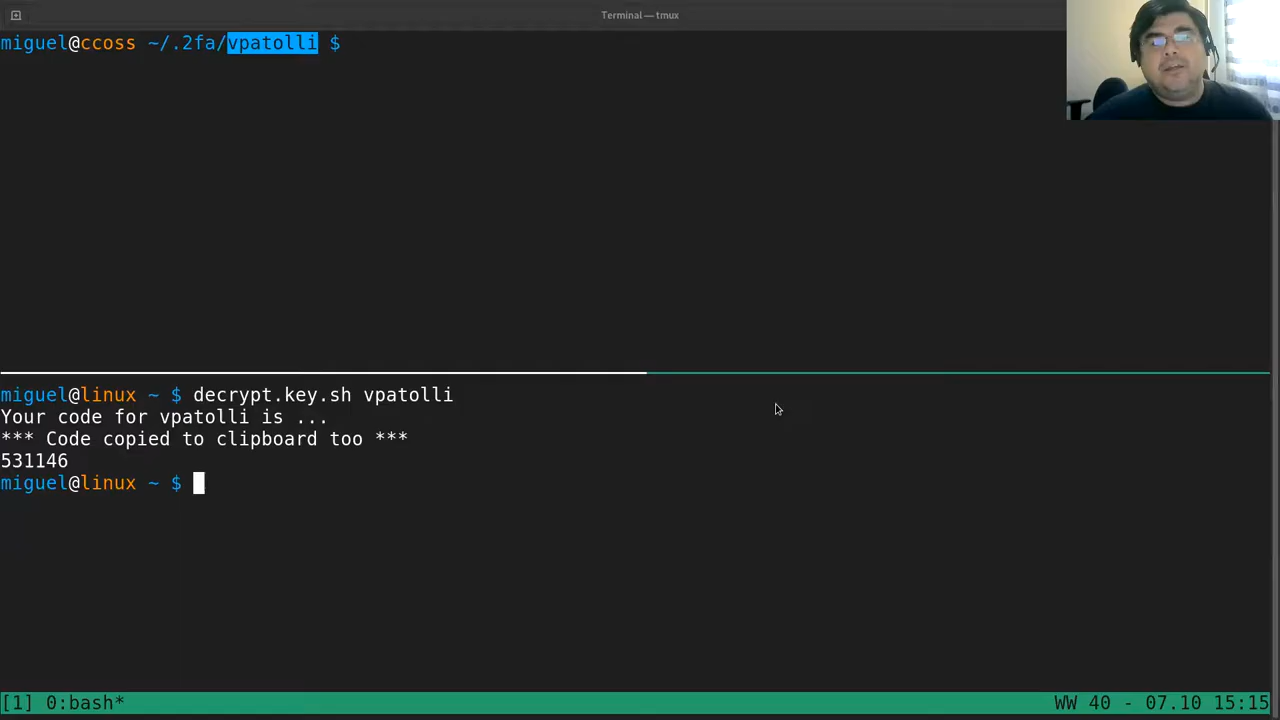 Terminal — tmux
miguel@ccoss ~/.2fa/vpatolli $
miguel@linux ~ $ decrypt.key.sh vpatolli
Your code for vpatolli is ...
*** Code copied to clipboard too ***
531146
miguel@linux ~ $
[1] 0:bash* WW 40 - 07.10 15:15